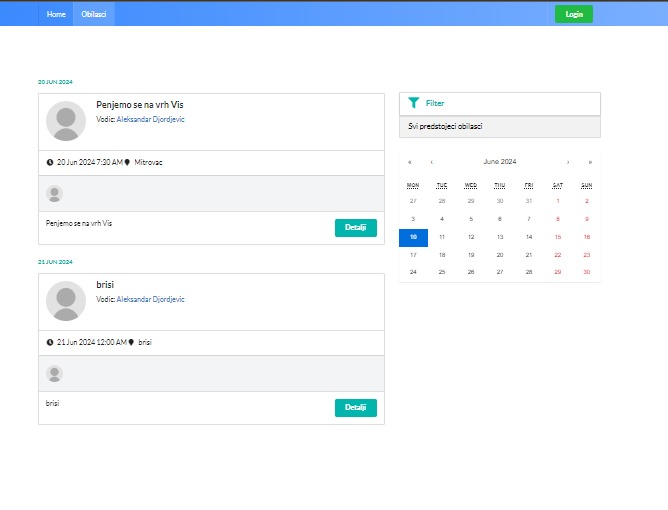 Home Obilasci Login
20 JUN 2024
Penjemo se na vrh Vis
Vodic: Aleksandar Djordjevic
20 Jun 2024 7:30 AM Mitrovac
Penjemo se na vrh Vis
Detalji
21 JUN 2024
brisi
Vodic: Aleksandar Djordjevic
21 Jun 2024 12:00 AM brisi
brisi
Detalji
Filter
Svi predstojeci obilasci
« ‹ June 2024 › »
MON TUE WED THU FRI SAT SUN
27 28 29 30 31 1 2
3 4 5 6 7 8 9
10 11 12 13 14 15 16
17 18 19 20 21 22 23
24 25 26 27 28 29 30